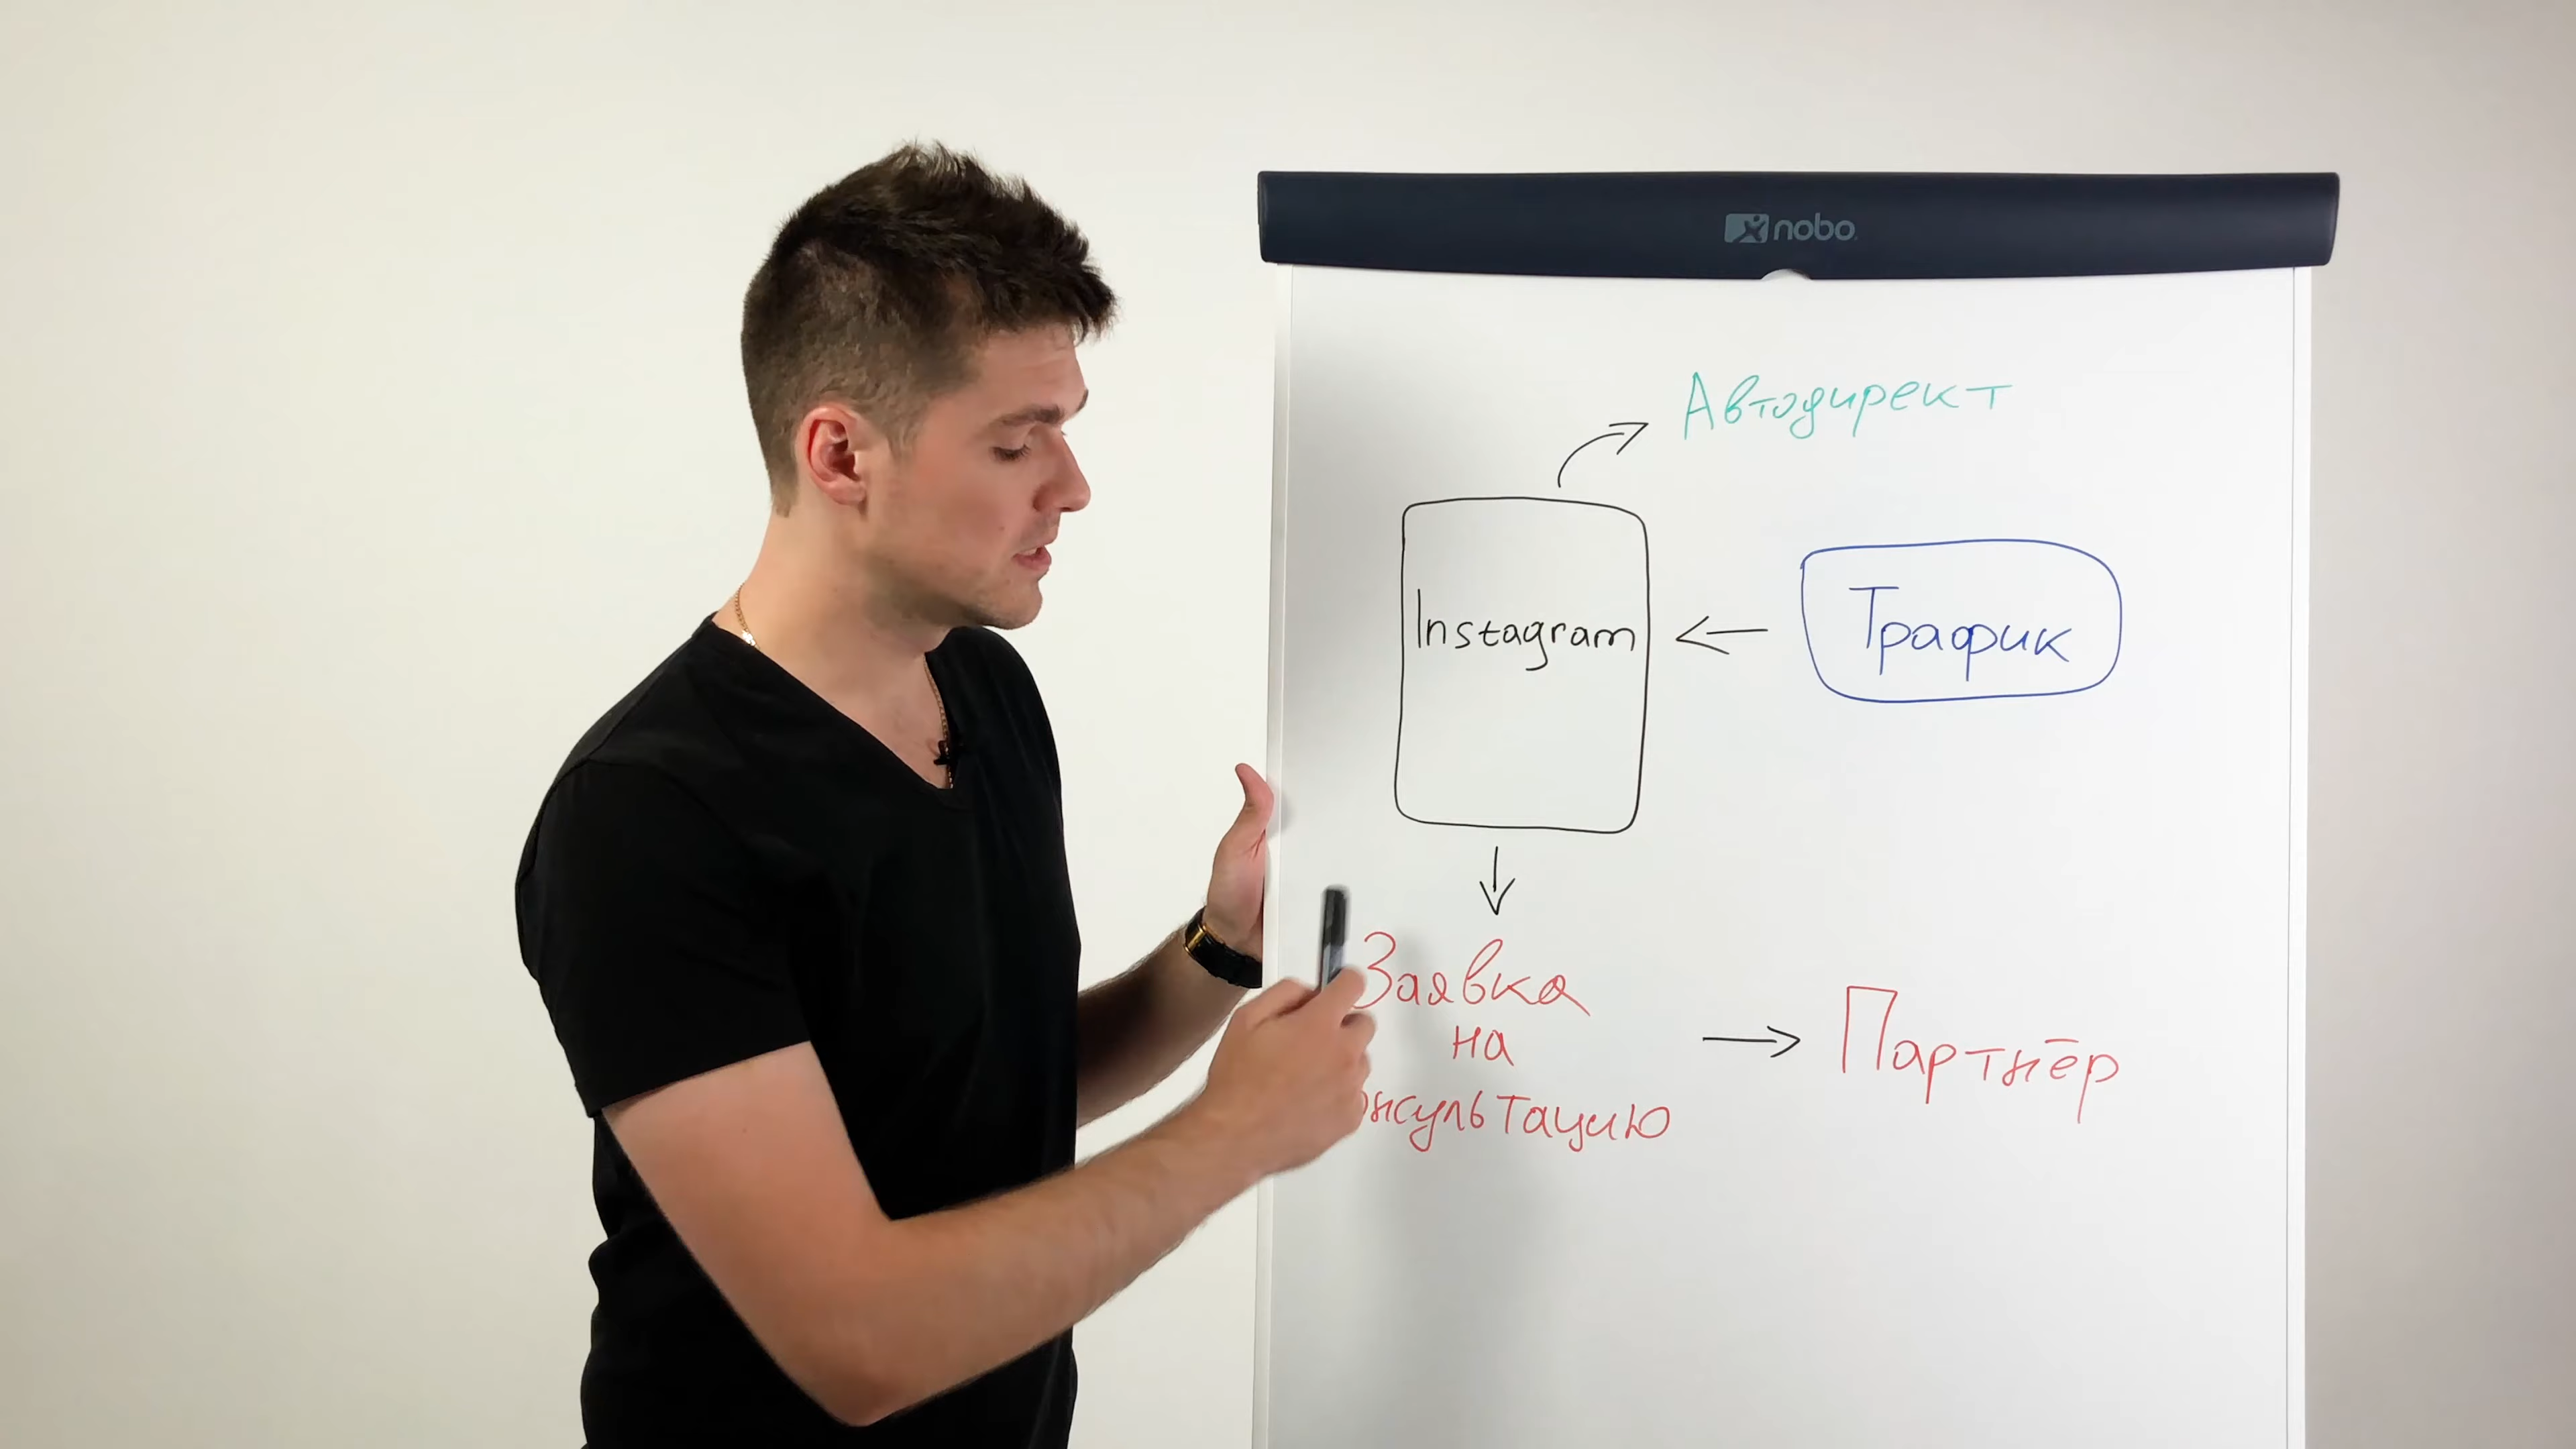 nobo
Автодирект
Instagram
Трафик
Заявка
на
Партнёр